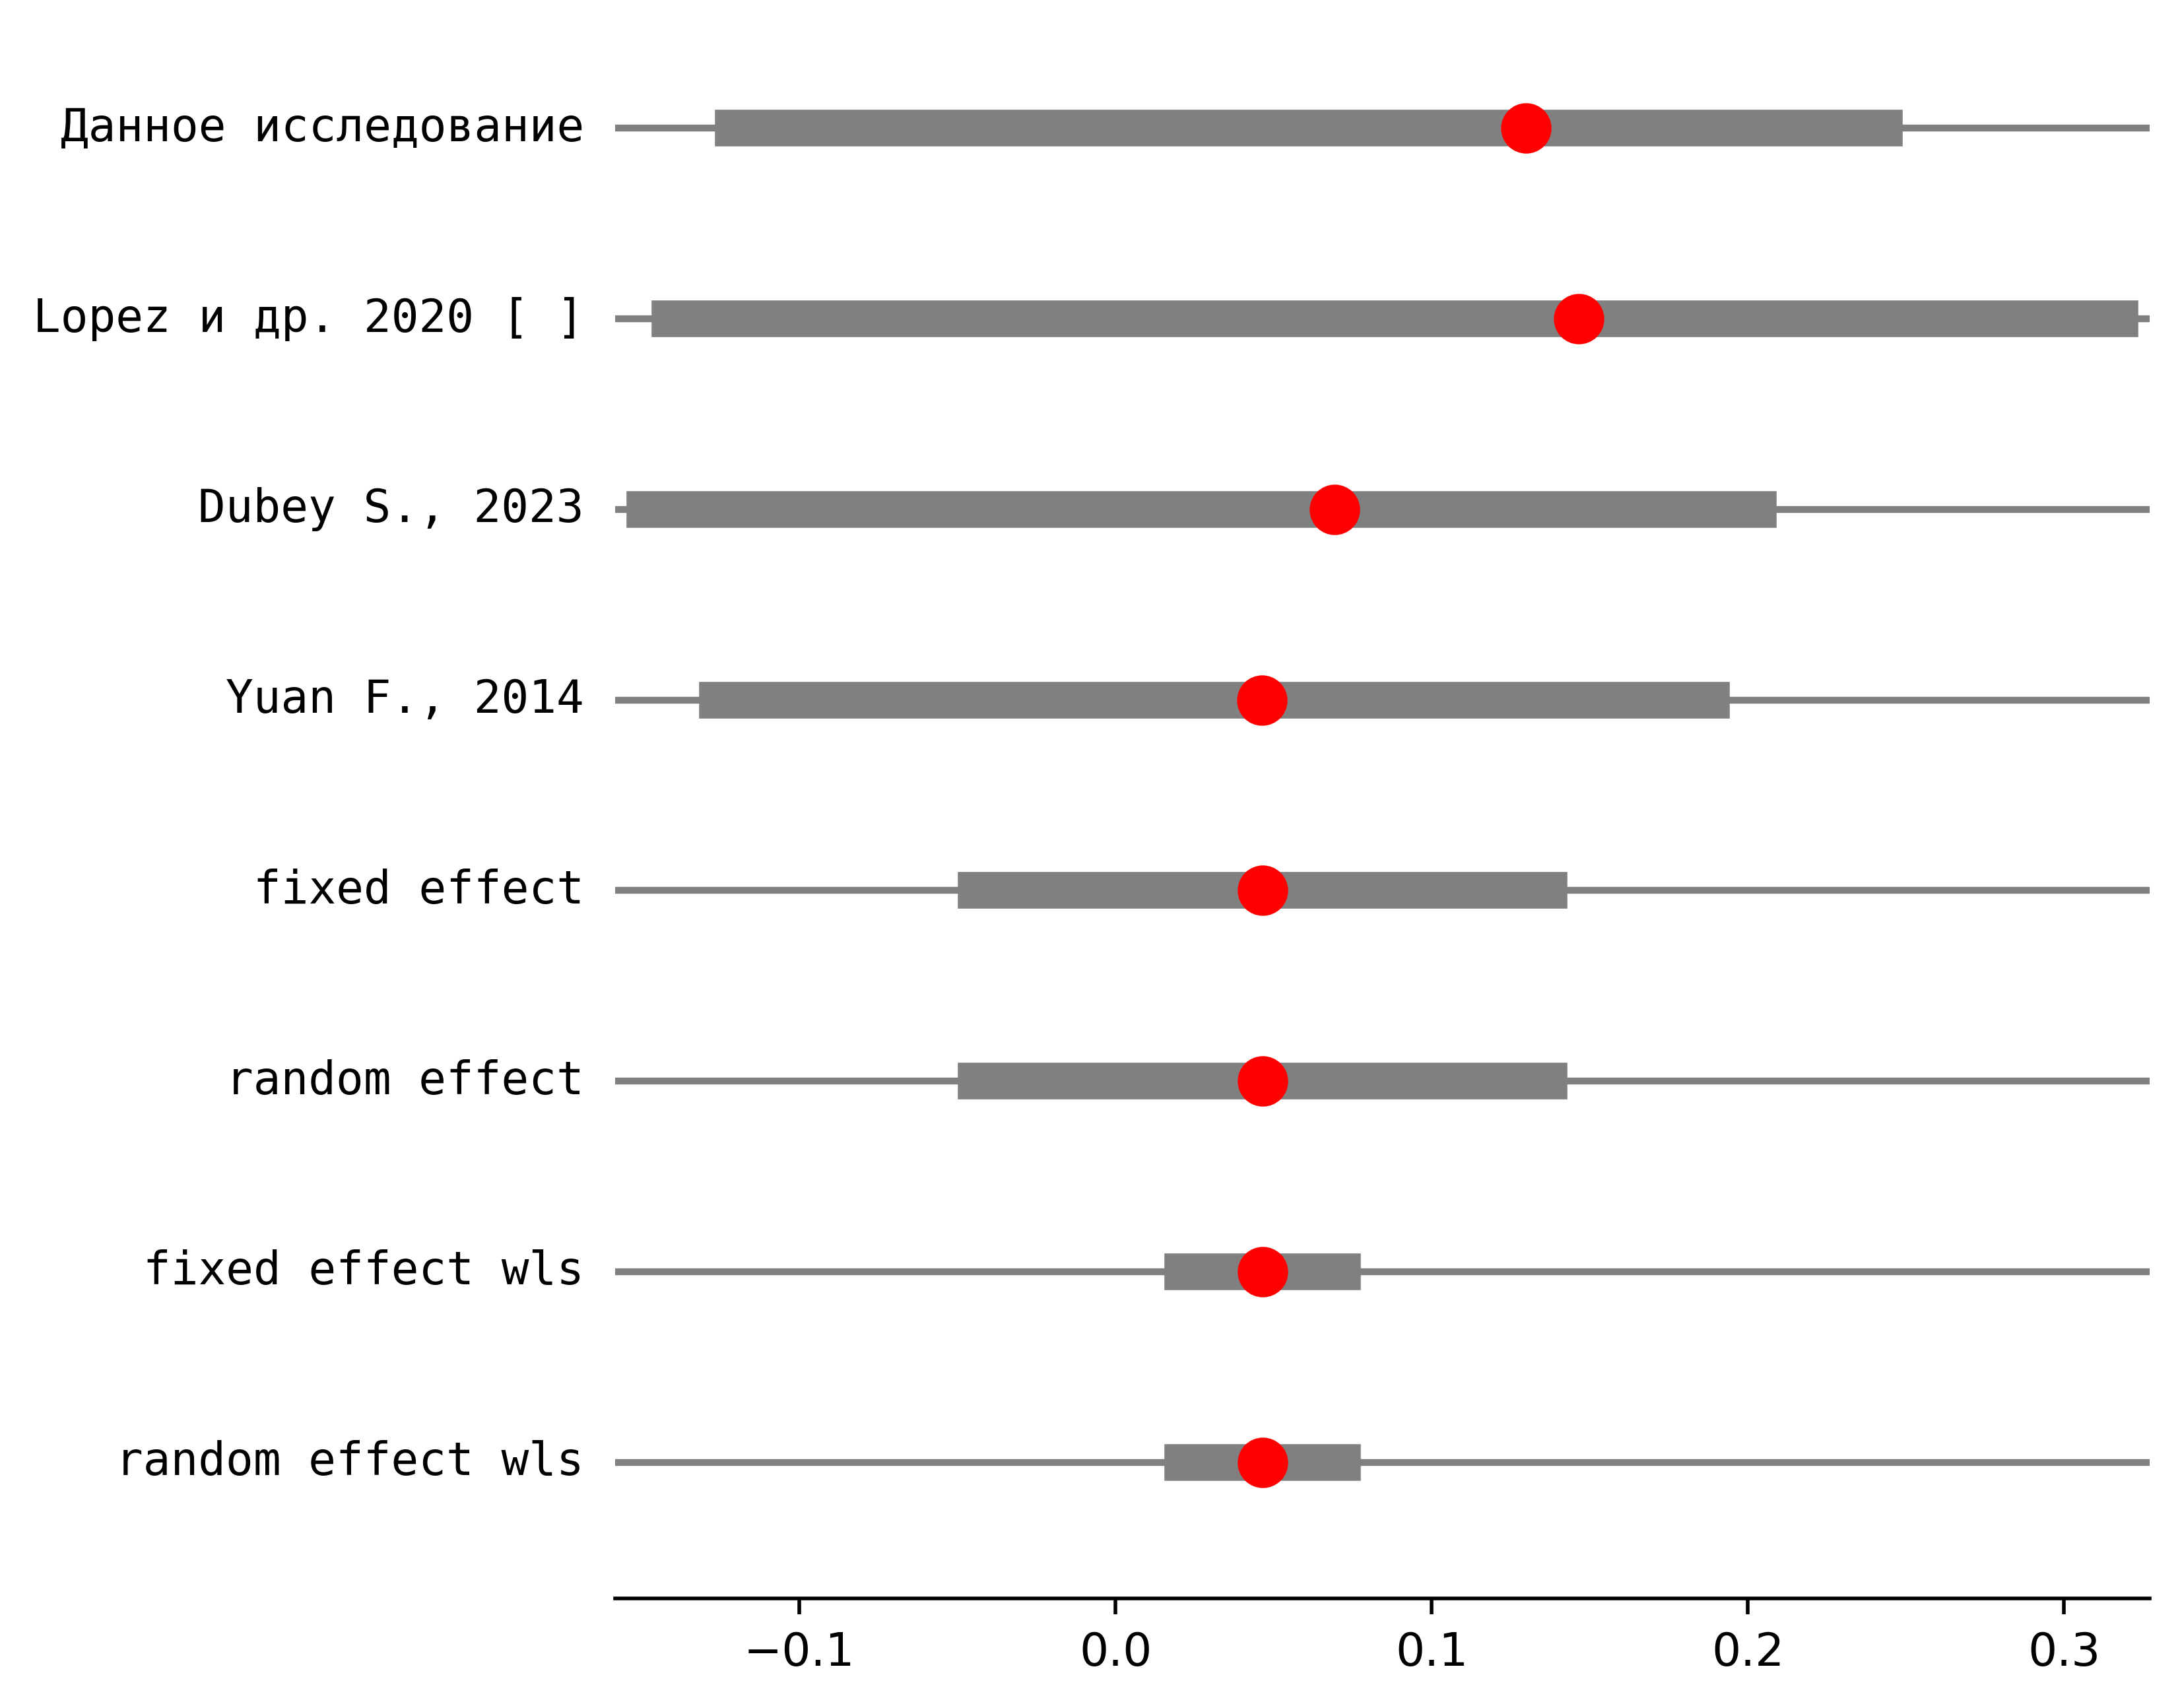 Данное исследование
Lopez и др. 2020 [ ]
Dubey S., 2023
Yuan F., 2014
fixed effect
random effect
fixed effect wls
random effect wls
−0.1 0.0 0.1 0.2 0.3